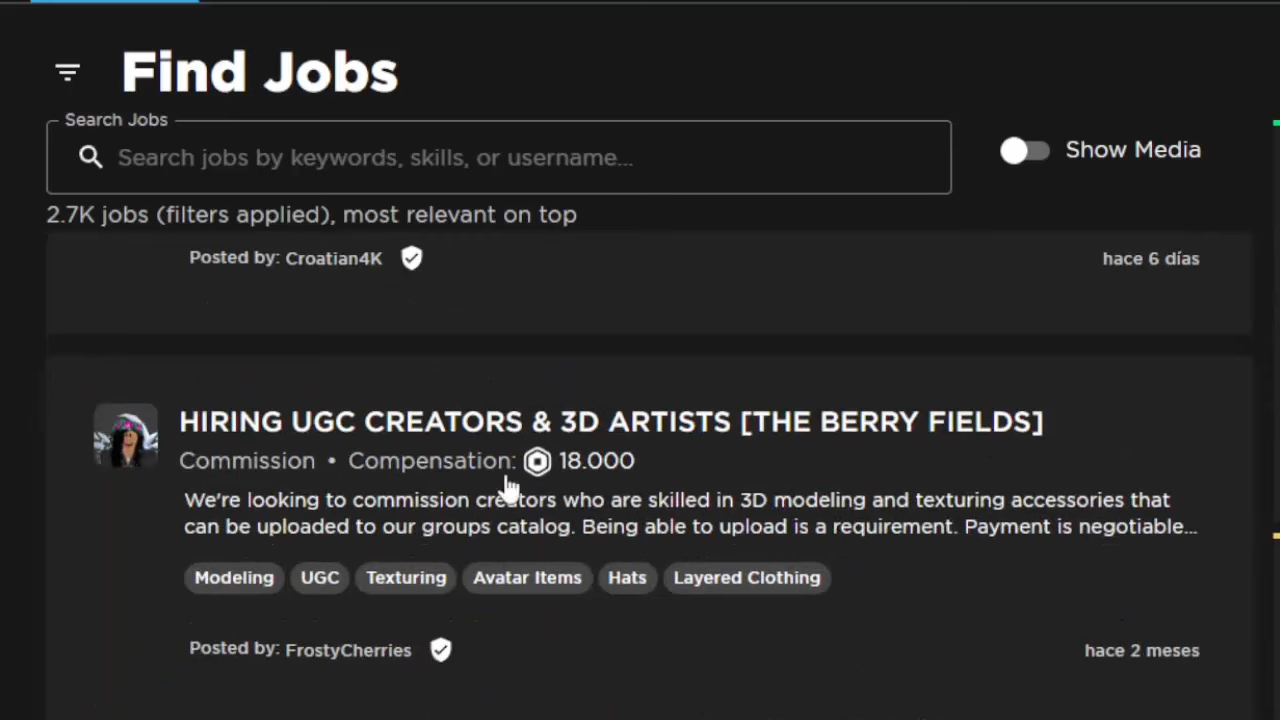 Find Jobs
Search Jobs
Search jobs by keywords, skills, or username...
Show Media
2.7K jobs (filters applied), most relevant on top
Posted by: Croatian4K
hace 6 días
HIRING UGC CREATORS & 3D ARTISTS [THE BERRY FIELDS]
Commission • Compensation: 18.000
We're looking to commission creators who are skilled in 3D modeling and texturing accessories that
can be uploaded to our groups catalog. Being able to upload is a requirement. Payment is negotiable...
Modeling UGC Texturing Avatar Items Hats Layered Clothing
Posted by: FrostyCherries
hace 2 meses